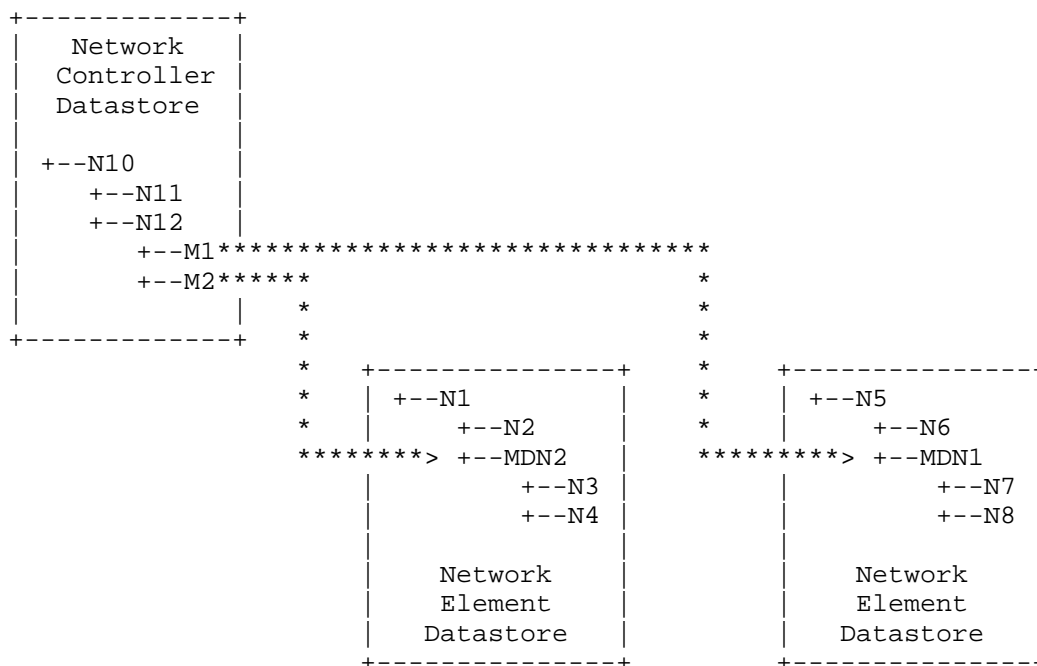 +-------------+
|   Network   |
|  Controller |
|  Datastore  |
|             |
| +--N10      |
|    +--N11   |
|    +--N12   |
|       +--M1*******************************
|       +--M2******                        *
|             |   *                        *
+-------------+   *                        *
                  *   +---------------+    *    +---------------+
                  *   | +--N1         |    *    | +--N5
                  *   |     +--N2     |    *    |     +--N6
                  ********> +--MDN2   |    *********> +--MDN1
                      |         +--N3 |         |         +--N7
                      |         +--N4 |         |         +--N8
                      |               |         |
                      |    Network    |         |    Network
                      |    Element    |         |    Element
                      |   Datastore   |         |   Datastore
                      +---------------+         +---------------+